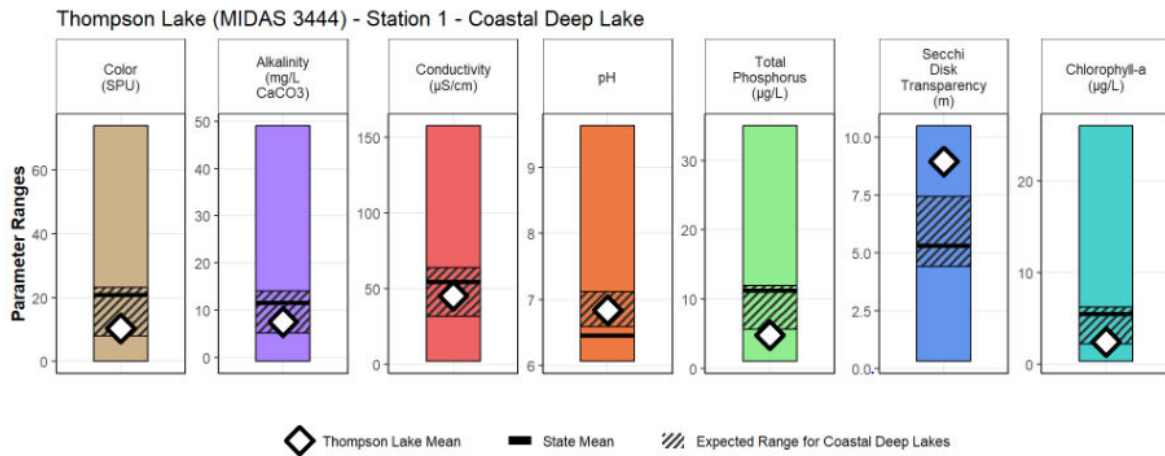 Thompson Lake (MIDAS 3444) - Station 1 - Coastal Deep Lake
Color
(SPU)
Alkalinity
(mg/L
CaCO3)
Conductivity
(µS/cm)
pH
Total
Phosphorus
(µg/L)
Secchi
Disk
Transparency
(m)
Chlorophyll-a
(µg/L)
Parameter Ranges
60
40
20
0
50
40
30
20
10
0
150
100
50
0
9
8
7
6
30
20
10
0
10.0
7.5
5.0
2.5
0.0
20
10
0
Thompson Lake Mean
State Mean
Expected Range for Coastal Deep Lakes